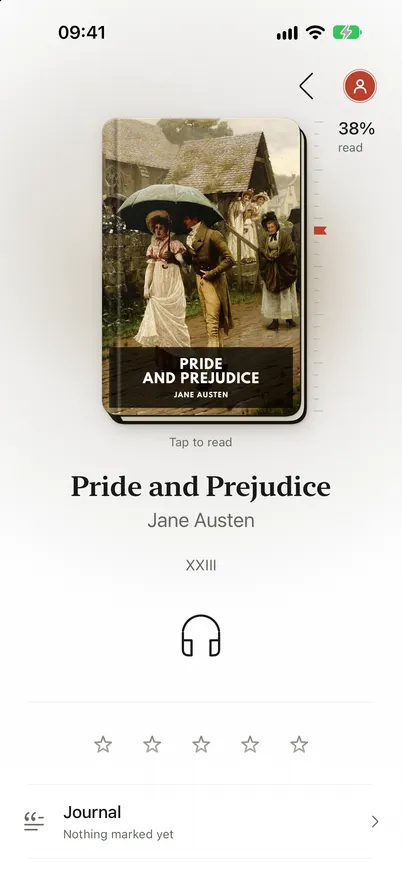 09:41
38%
read
PRIDE
AND PREJUDICE
JANE AUSTEN
Tap to read
Pride and Prejudice
Jane Austen
XXIII
Journal
Nothing marked yet